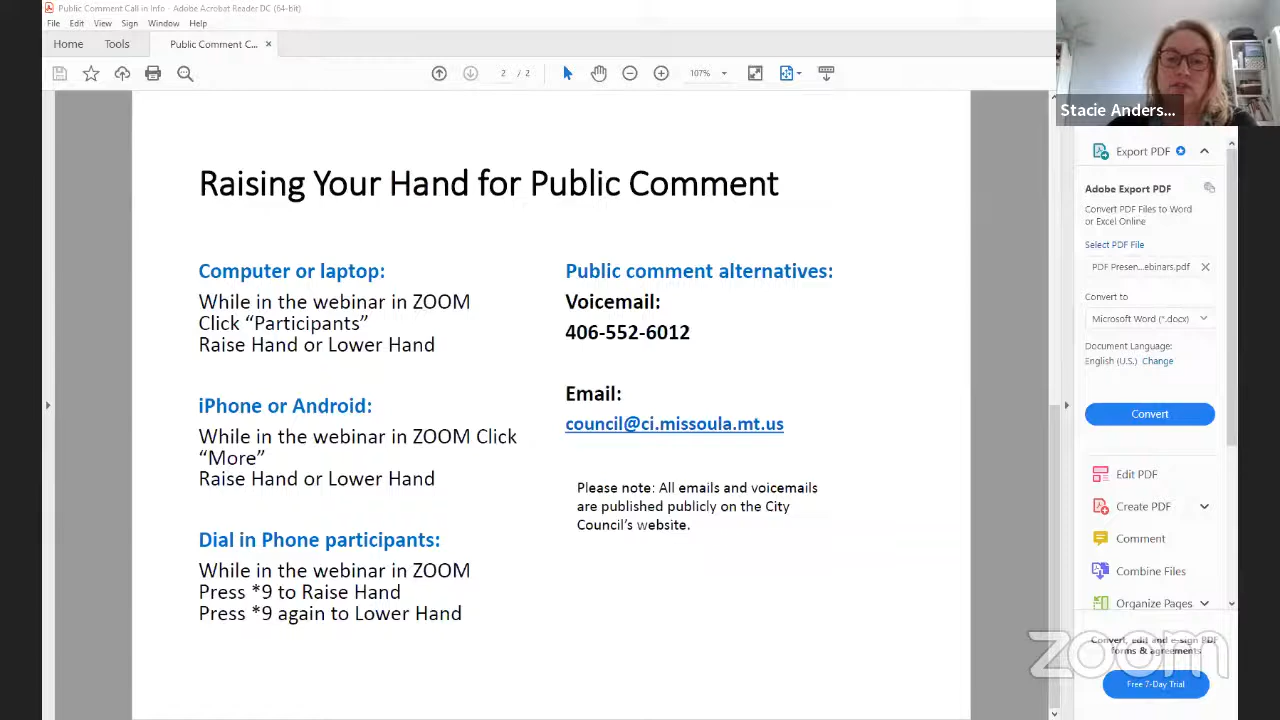 Public Comment Call in Info - Adobe Acrobat Reader DC (64-bit)
File Edit View Sign Window Help
Home Tools Public Comment C... ×
2 / 2 107%
Raising Your Hand for Public Comment
Computer or laptop:
While in the webinar in ZOOM
Click “Participants”
Raise Hand or Lower Hand
iPhone or Android:
While in the webinar in ZOOM Click
“More”
Raise Hand or Lower Hand
Dial in Phone participants:
While in the webinar in ZOOM
Press *9 to Raise Hand
Press *9 again to Lower Hand
Public comment alternatives:
Voicemail:
406-552-6012
Email:
council@ci.missoula.mt.us
Please note: All emails and voicemails
are published publicly on the City
Council’s website.
Stacie Anders...
Export PDF
Adobe Export PDF
Convert PDF Files to Word
or Excel Online
Select PDF File
PDF Presen...ebinars.pdf
Convert to
Microsoft Word (*.docx)
Document Language:
English (U.S.) Change
Convert
Edit PDF
Create PDF
Comment
Combine Files
Organize Pages
Convert, edit and e-sign PDF
forms & agreements
Free 7-Day Trial
zoom